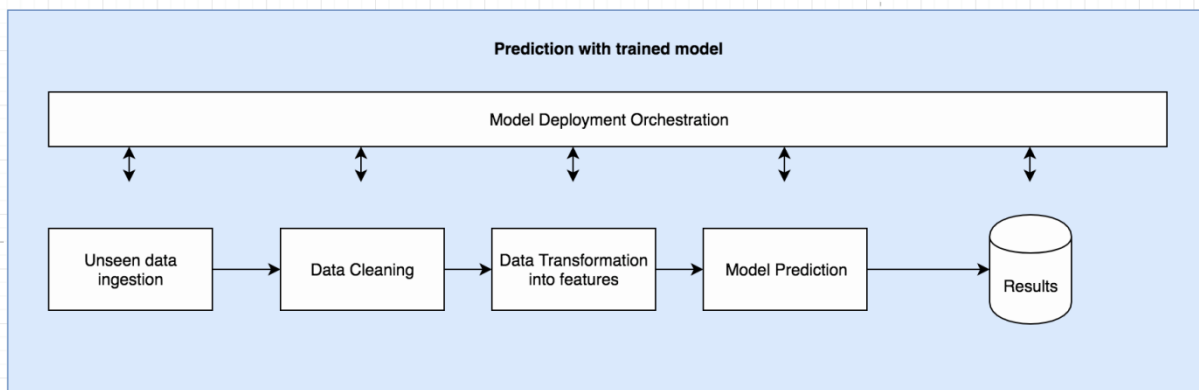 Prediction with trained model
Model Deployment Orchestration
Unseen data
ingestion
Data Cleaning
Data Transformation
into features
Model Prediction
Results